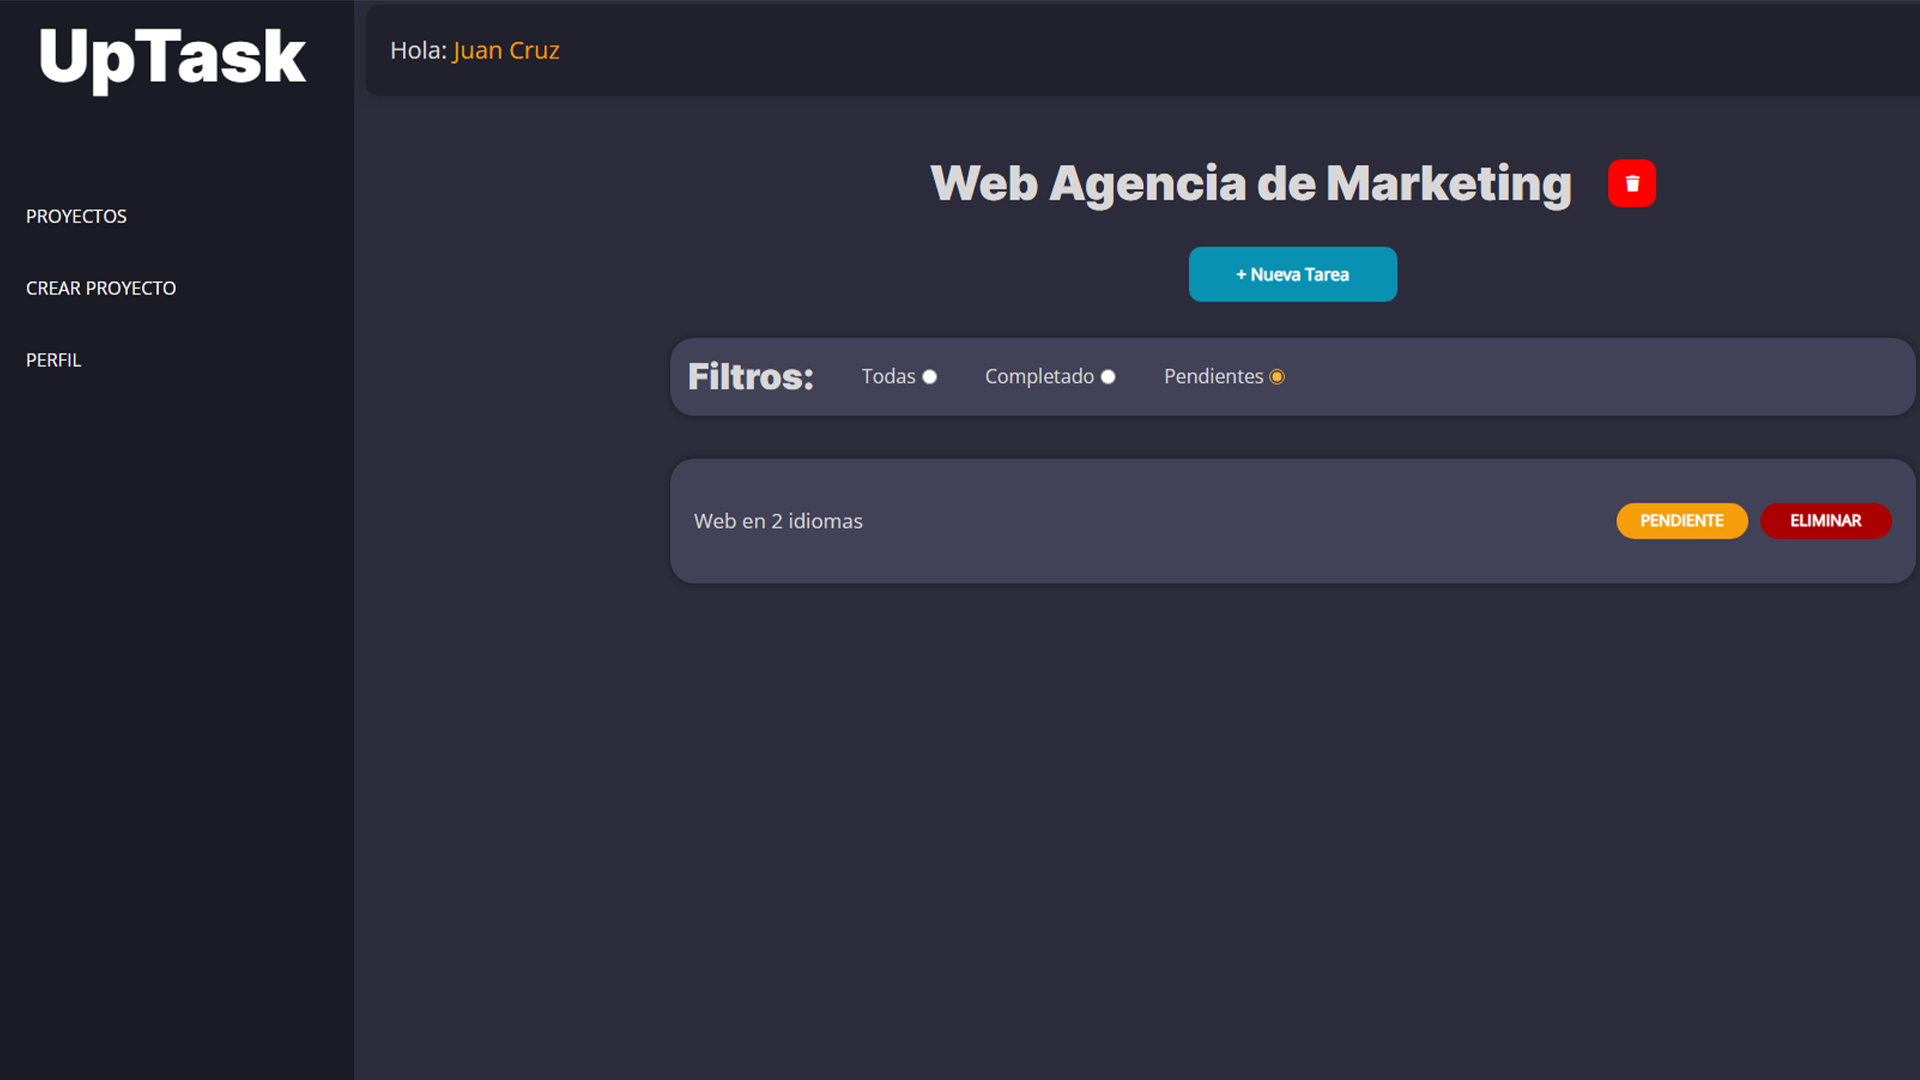 UpTask
Hola: Juan Cruz
PROYECTOS
CREAR PROYECTO
PERFIL
Web Agencia de Marketing
+ Nueva Tarea
Filtros: Todas Completado Pendientes
Web en 2 idiomas PENDIENTE ELIMINAR